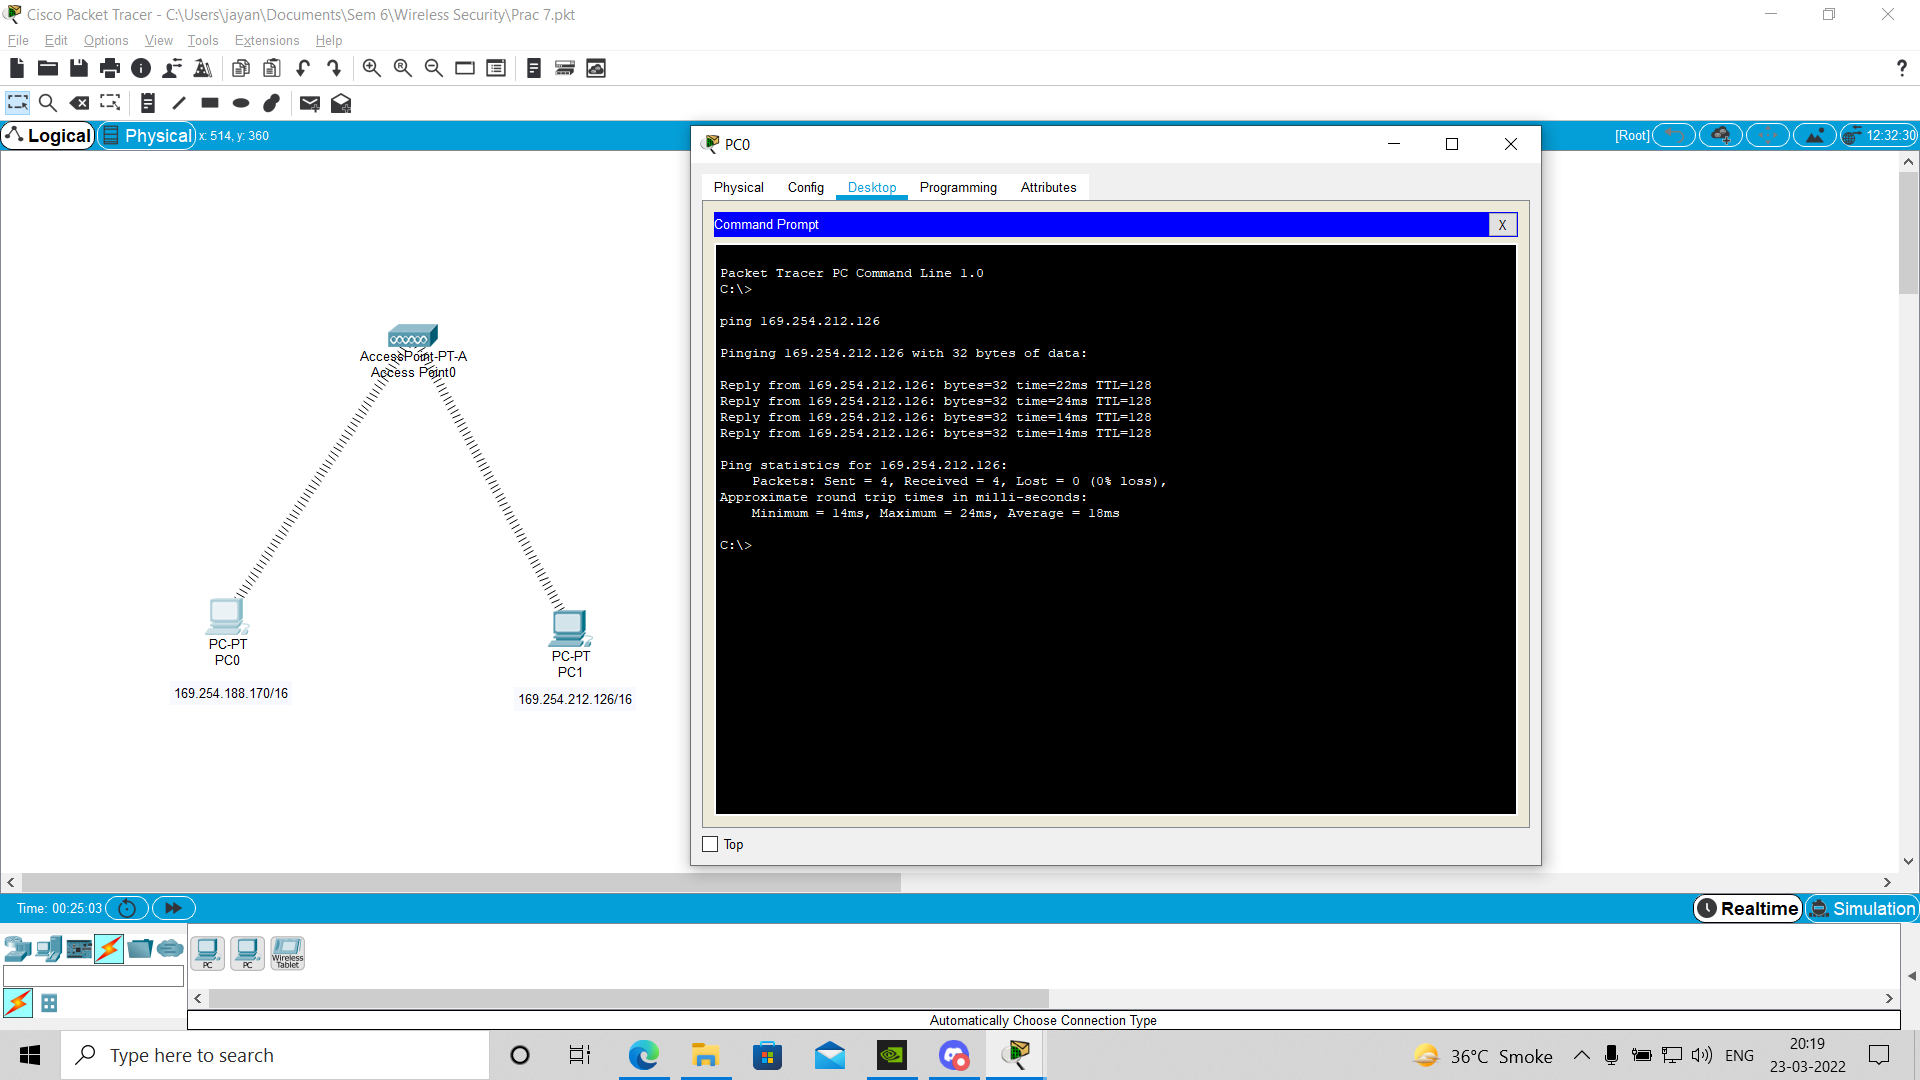 Cisco Packet Tracer - C:\Users\jayan\Documents\Sem 6\Wireless Security\Prac 7.pkt
File Edit Options View Tools Extensions Help
?
Logical Physical x: 514, y: 360 [Root] 12:32:30
PC0
Physical Config Desktop Programming Attributes
Command Prompt X
Packet Tracer PC Command Line 1.0
C:\>
ping 169.254.212.126
Pinging 169.254.212.126 with 32 bytes of data:
Reply from 169.254.212.126: bytes=32 time=22ms TTL=128
Reply from 169.254.212.126: bytes=32 time=24ms TTL=128
Reply from 169.254.212.126: bytes=32 time=14ms TTL=128
Reply from 169.254.212.126: bytes=32 time=14ms TTL=128
Ping statistics for 169.254.212.126:
Packets: Sent = 4, Received = 4, Lost = 0 (0% loss),
Approximate round trip times in milli-seconds:
Minimum = 14ms, Maximum = 24ms, Average = 18ms
C:\>
Top
AccessPoint-PT-A
Access Point0
PC-PT
PC0
169.254.188.170/16
PC-PT
PC1
169.254.212.126/16
Time: 00:25:03 Realtime Simulation
PC PC Wireless Tablet
Automatically Choose Connection Type
Type here to search
36°C Smoke ENG
20:19
23-03-2022